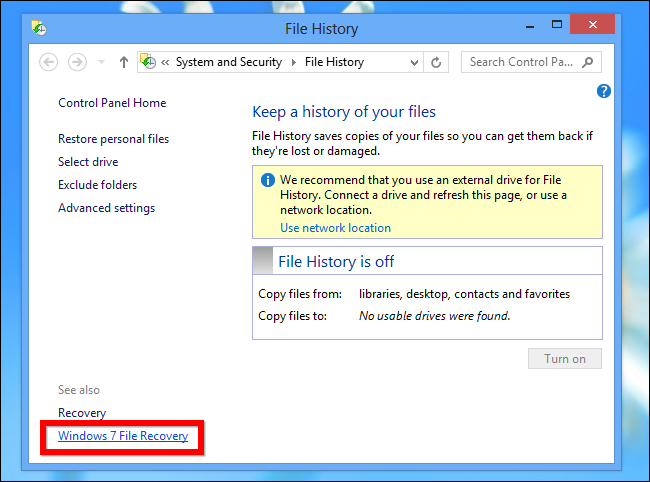 File History
« System and Security › File History
Search Control Pa...
Control Panel Home
Restore personal files
Select drive
Exclude folders
Advanced settings
Keep a history of your files
File History saves copies of your files so you can get them back if
they're lost or damaged.
We recommend that you use an external drive for File
History. Connect a drive and refresh this page, or use a
network location.
Use network location
File History is off
Copy files from: libraries, desktop, contacts and favorites
Copy files to: No usable drives were found.
Turn on
See also
Recovery
Windows 7 File Recovery